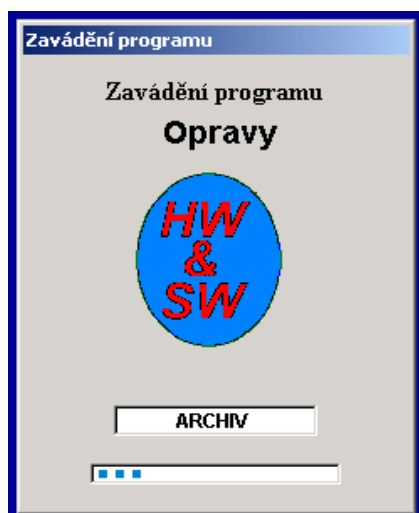 Zavádění programu
Zavádění programu
Opravy
HW
&
SW
ARCHIV